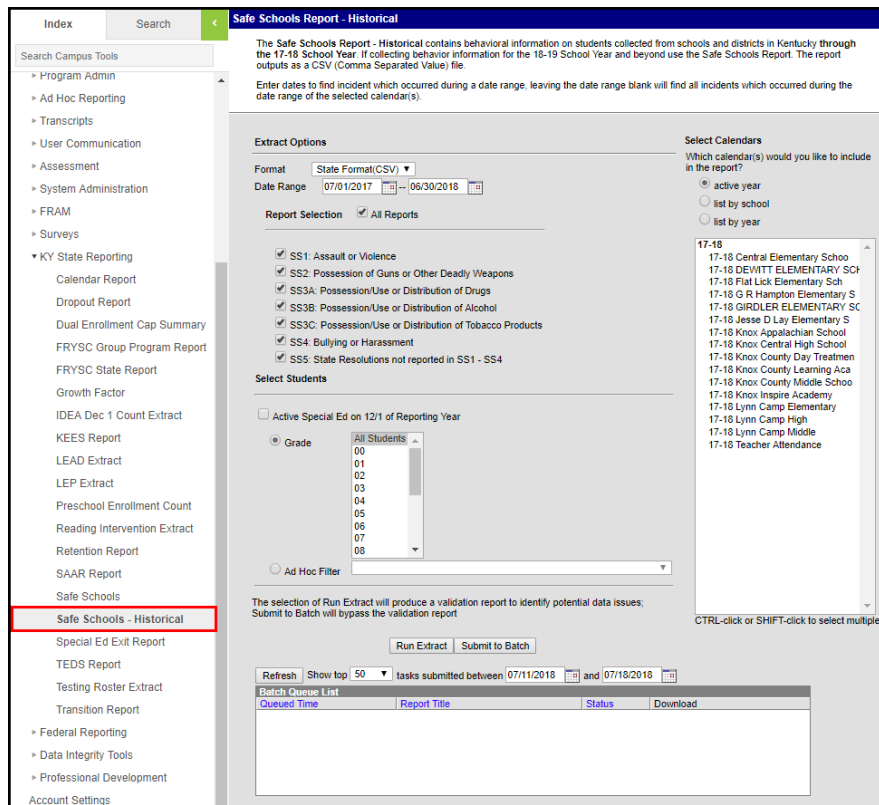 Index
Search
Search Campus Tools
Program Admin
Ad Hoc Reporting
Transcripts
User Communication
Assessment
System Administration
FRAM
Surveys
KY State Reporting
Calendar Report
Dropout Report
Dual Enrollment Cap Summary
FRYSC Group Program Report
FRYSC State Report
Growth Factor
IDEA Dec 1 Count Extract
KEES Report
LEAD Extract
LEP Extract
Preschool Enrollment Count
Reading Intervention Extract
Retention Report
SAAR Report
Safe Schools
Safe Schools - Historical
Special Ed Exit Report
TEDS Report
Testing Roster Extract
Transition Report
Federal Reporting
Data Integrity Tools
Professional Development
Account Settings
Safe Schools Report - Historical
The Safe Schools Report - Historical contains behavioral information on students collected from schools and districts in Kentucky through
the 17-18 School Year. If collecting behavior information for the 18-19 School Year and beyond use the Safe Schools Report. The report
outputs as a CSV (Comma Separated Value) file.
Enter dates to find incident which occurred during a date range, leaving the date range blank will find all incidents which occurred during the
date range of the selected calendar(s).
Extract Options
Format State Format(CSV)
Date Range 07/01/2017 -- 06/30/2018
Report Selection All Reports
SS1: Assault or Violence
SS2: Possession of Guns or Other Deadly Weapons
SS3A: Possession/Use or Distribution of Drugs
SS3B: Possession/Use or Distribution of Alcohol
SS3C: Possession/Use or Distribution of Tobacco Products
SS4: Bullying or Harassment
SS5: State Resolutions not reported in SS1 - SS4
Select Students
Active Special Ed on 12/1 of Reporting Year
Grade
All Students
00
01
02
03
04
05
06
07
08
Ad Hoc Filter
The selection of Run Extract will produce a validation report to identify potential data issues;
Submit to Batch will bypass the validation report
Run Extract Submit to Batch
Refresh Show top 50 tasks submitted between 07/11/2018 and 07/18/2018
Batch Queue List
Queued Time Report Title Status Download
Select Calendars
Which calendar(s) would you like to include
in the report?
active year
list by school
list by year
17-18
17-18 Central Elementary Schoo
17-18 DEWITT ELEMENTARY SCH
17-18 Flat Lick Elementary Sch
17-18 G R Hampton Elementary S
17-18 GIRDLER ELEMENTARY SC
17-18 Jesse D Lay Elementary S
17-18 Knox Appalachian School
17-18 Knox Central High School
17-18 Knox County Day Treatmen
17-18 Knox County Learning Aca
17-18 Knox County Middle Schoo
17-18 Knox Inspire Academy
17-18 Lynn Camp Elementary
17-18 Lynn Camp High
17-18 Lynn Camp Middle
17-18 Teacher Attendance
CTRL-click or SHIFT-click to select multiple